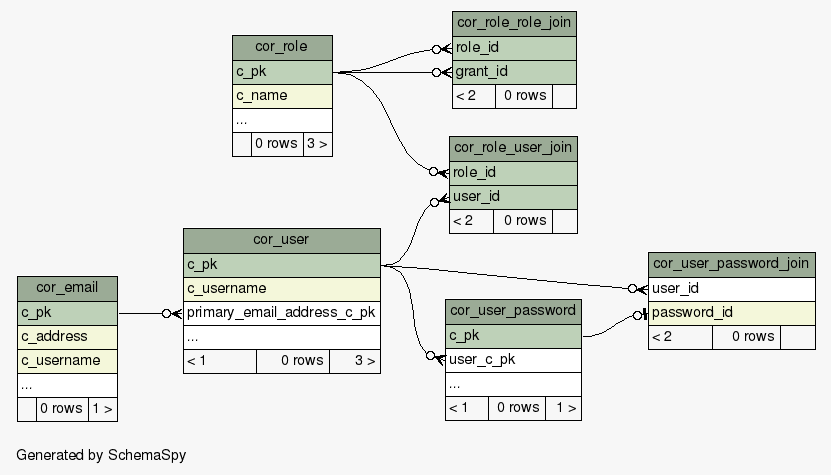 cor_role_role_join
role_id
grant_id
< 2 0 rows
cor_role
c_pk
c_name
...
0 rows 3 >
cor_role_user_join
role_id
user_id
< 2 0 rows
cor_user
c_pk
c_username
primary_email_address_c_pk
...
< 1 0 rows 3 >
cor_user_password_join
user_id
password_id
< 2 0 rows
cor_email
c_pk
c_address
c_username
...
0 rows 1 >
cor_user_password
c_pk
user_c_pk
...
< 1 0 rows 1 >
Generated by SchemaSpy